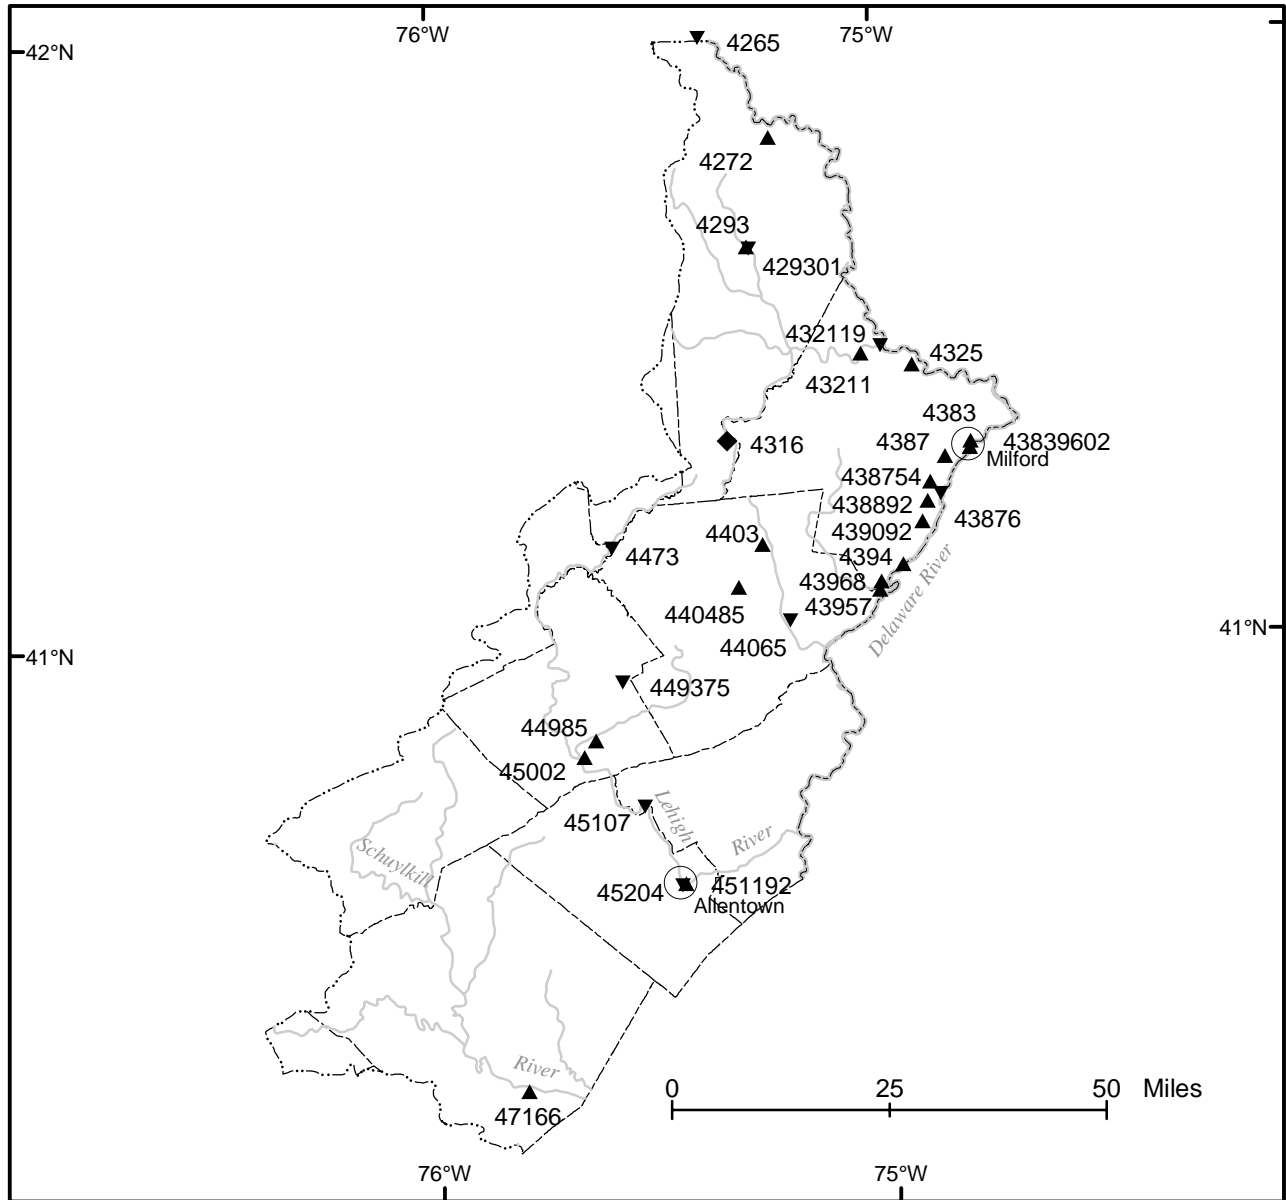 76°W
75°W
42°N
4265
4272
4293
429301
432119
4325
43211
4383
4387
43839602
4316
Milford
438754
438892
43876
439092
4403
4473
4394
43968
440485
43957
Delaware River
44065
41°N
41°N
449375
44985
45002
45107
Lehigh
River
Schuylkill
45204
451192
Allentown
River
47166
0 25 50 Miles
76°W
75°W